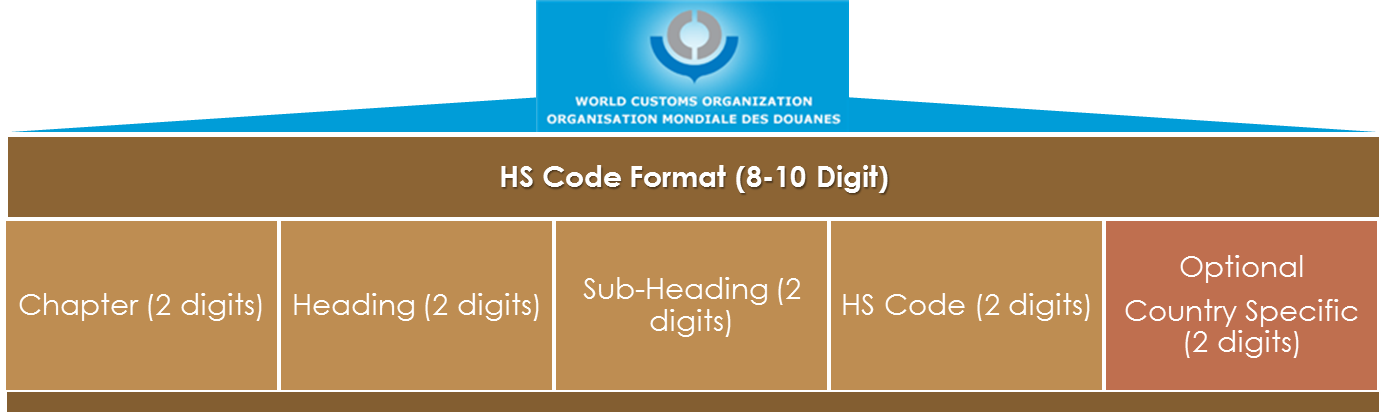 WORLD CUSTOMS ORGANIZATION
ORGANISATION MONDIALE DES DOUANES
HS Code Format (8-10 Digit)
Chapter (2 digits)
Heading (2 digits)
Sub-Heading (2
digits)
HS Code (2 digits)
Optional
Country Specific
(2 digits)